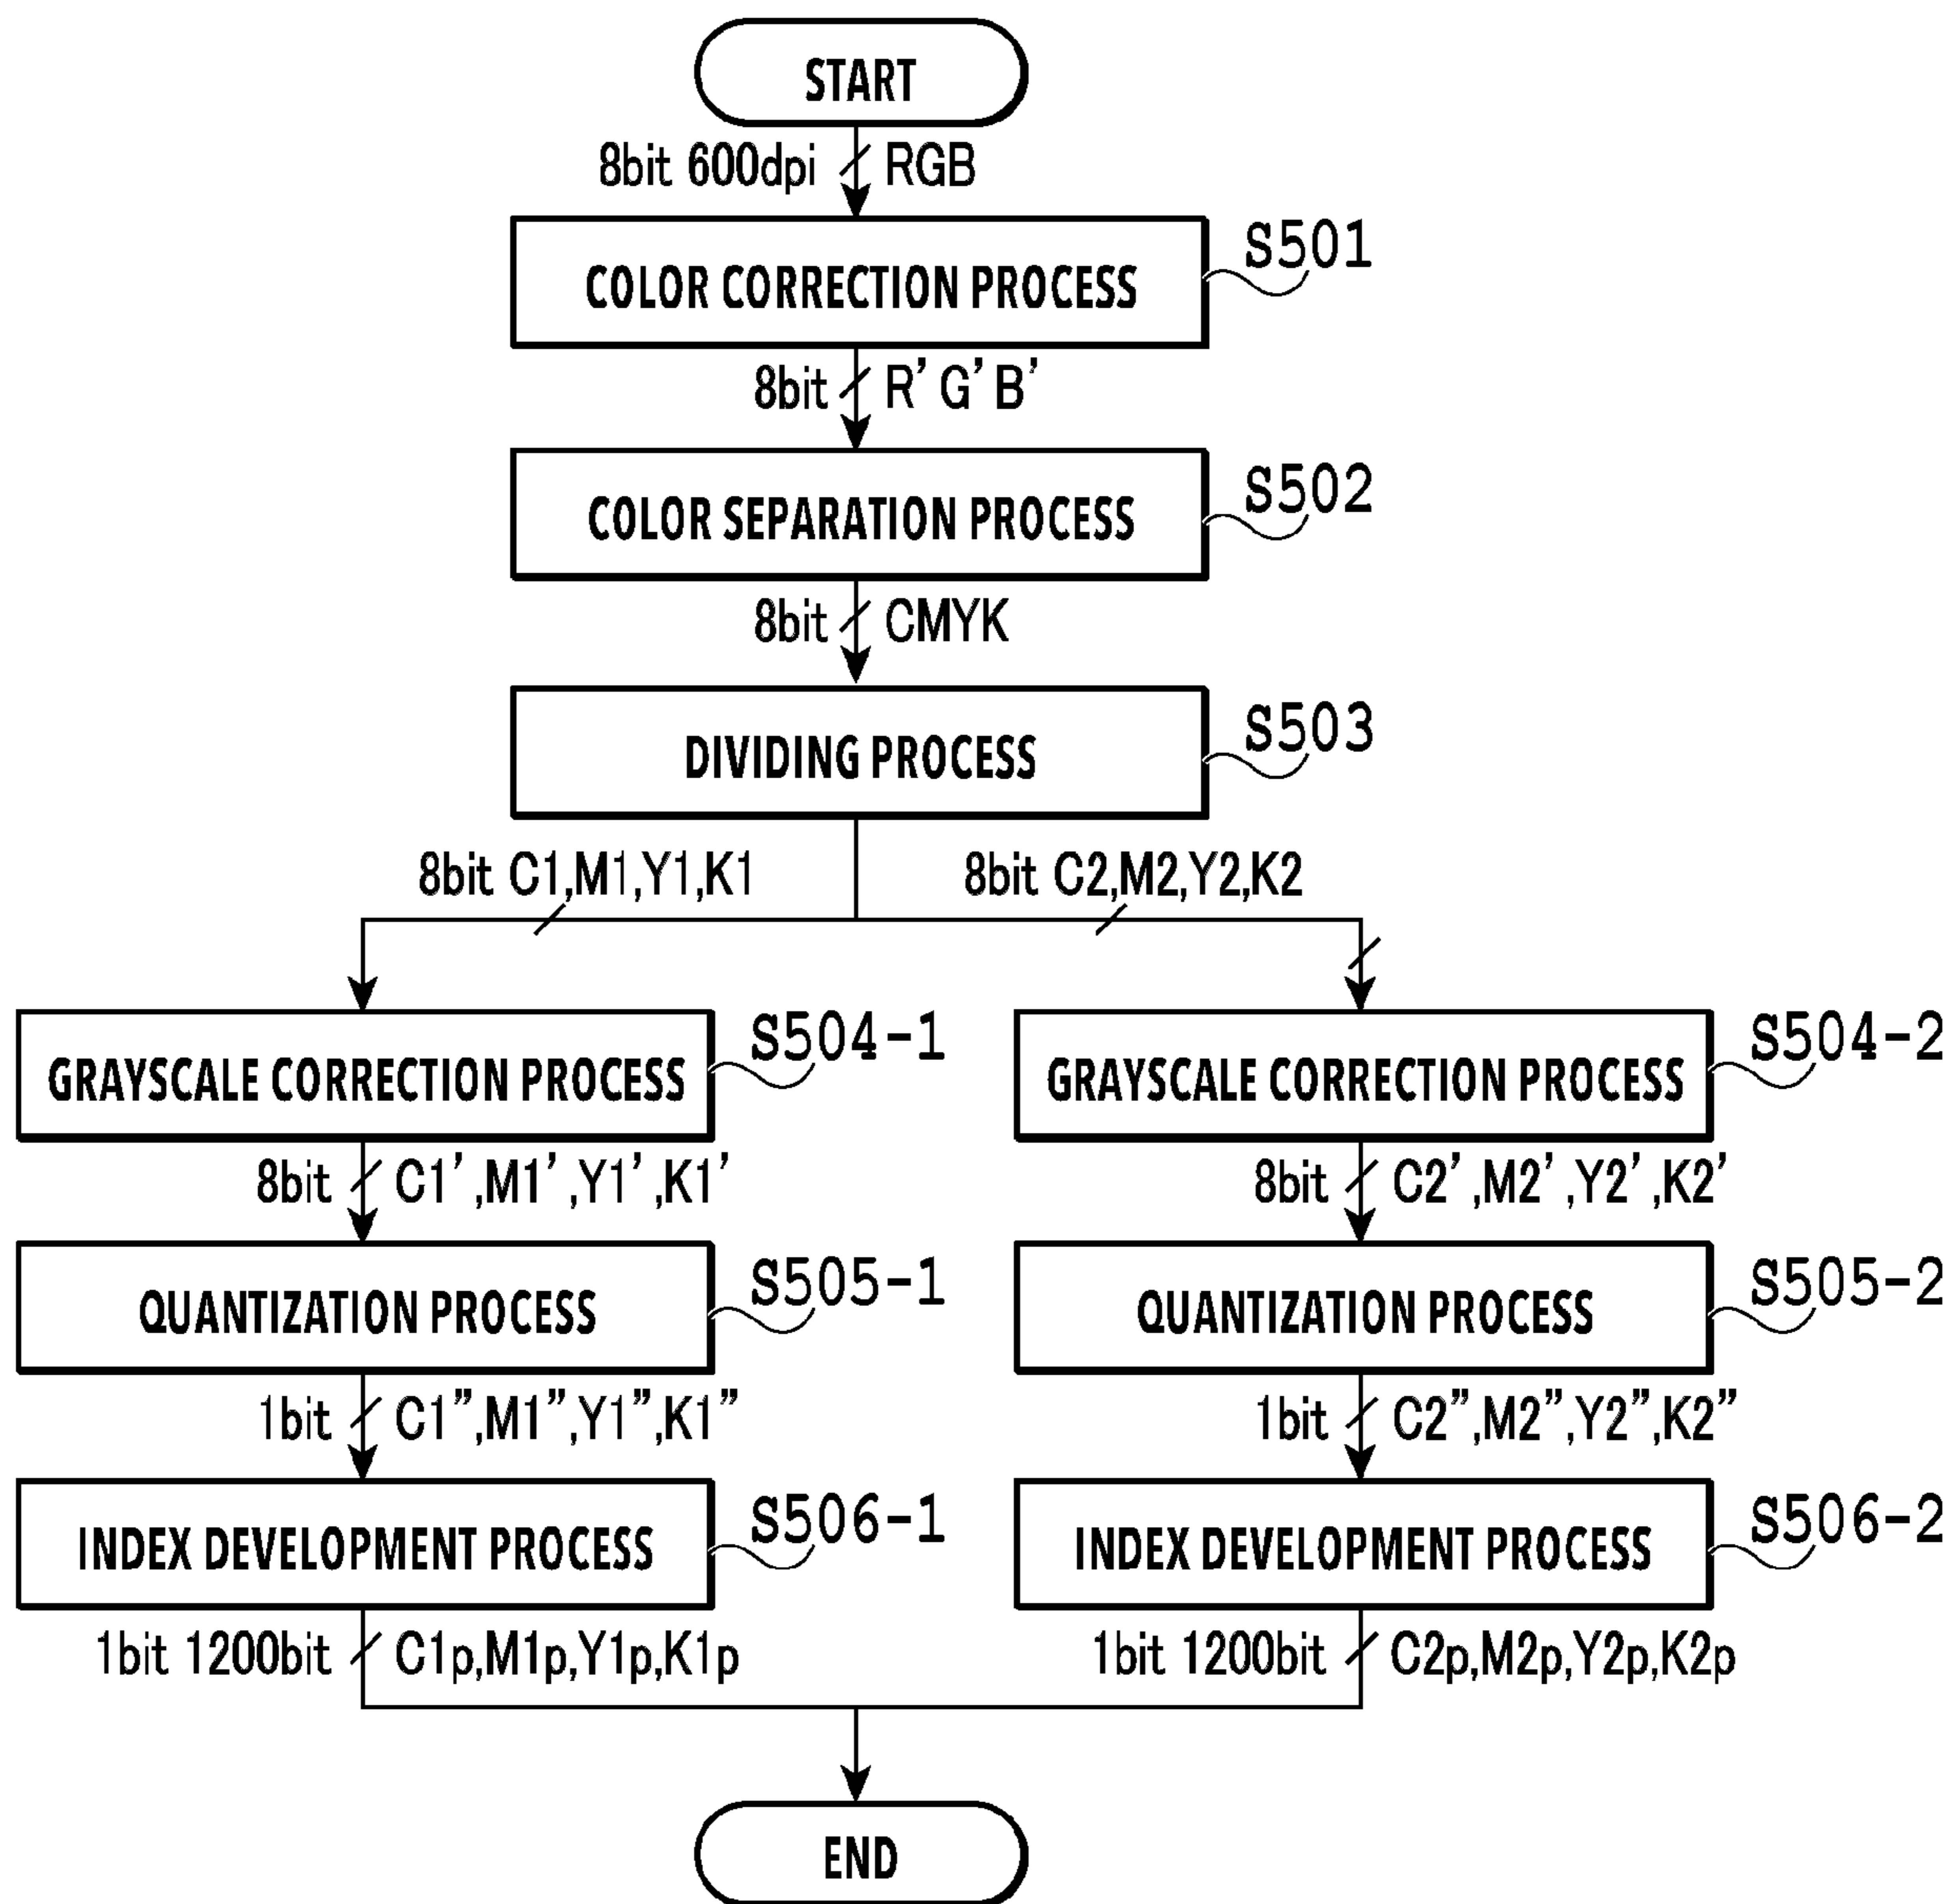 START
8bit 600dpi RGB
COLOR CORRECTION PROCESS S501
8bit R'G'B'
COLOR SEPARATION PROCESS S502
8bit CMYK
DIVIDING PROCESS S503
8bit C1,M1,Y1,K1 8bit C2,M2,Y2,K2
GRAYSCALE CORRECTION PROCESS S504-1 GRAYSCALE CORRECTION PROCESS S504-2
8bit C1',M1',Y1',K1' 8bit C2',M2',Y2',K2'
QUANTIZATION PROCESS S505-1 QUANTIZATION PROCESS S505-2
1bit C1",M1",Y1",K1" 1bit C2",M2",Y2",K2"
INDEX DEVELOPMENT PROCESS S506-1 INDEX DEVELOPMENT PROCESS S506-2
1bit 1200bit C1p,M1p,Y1p,K1p 1bit 1200bit C2p,M2p,Y2p,K2p
END